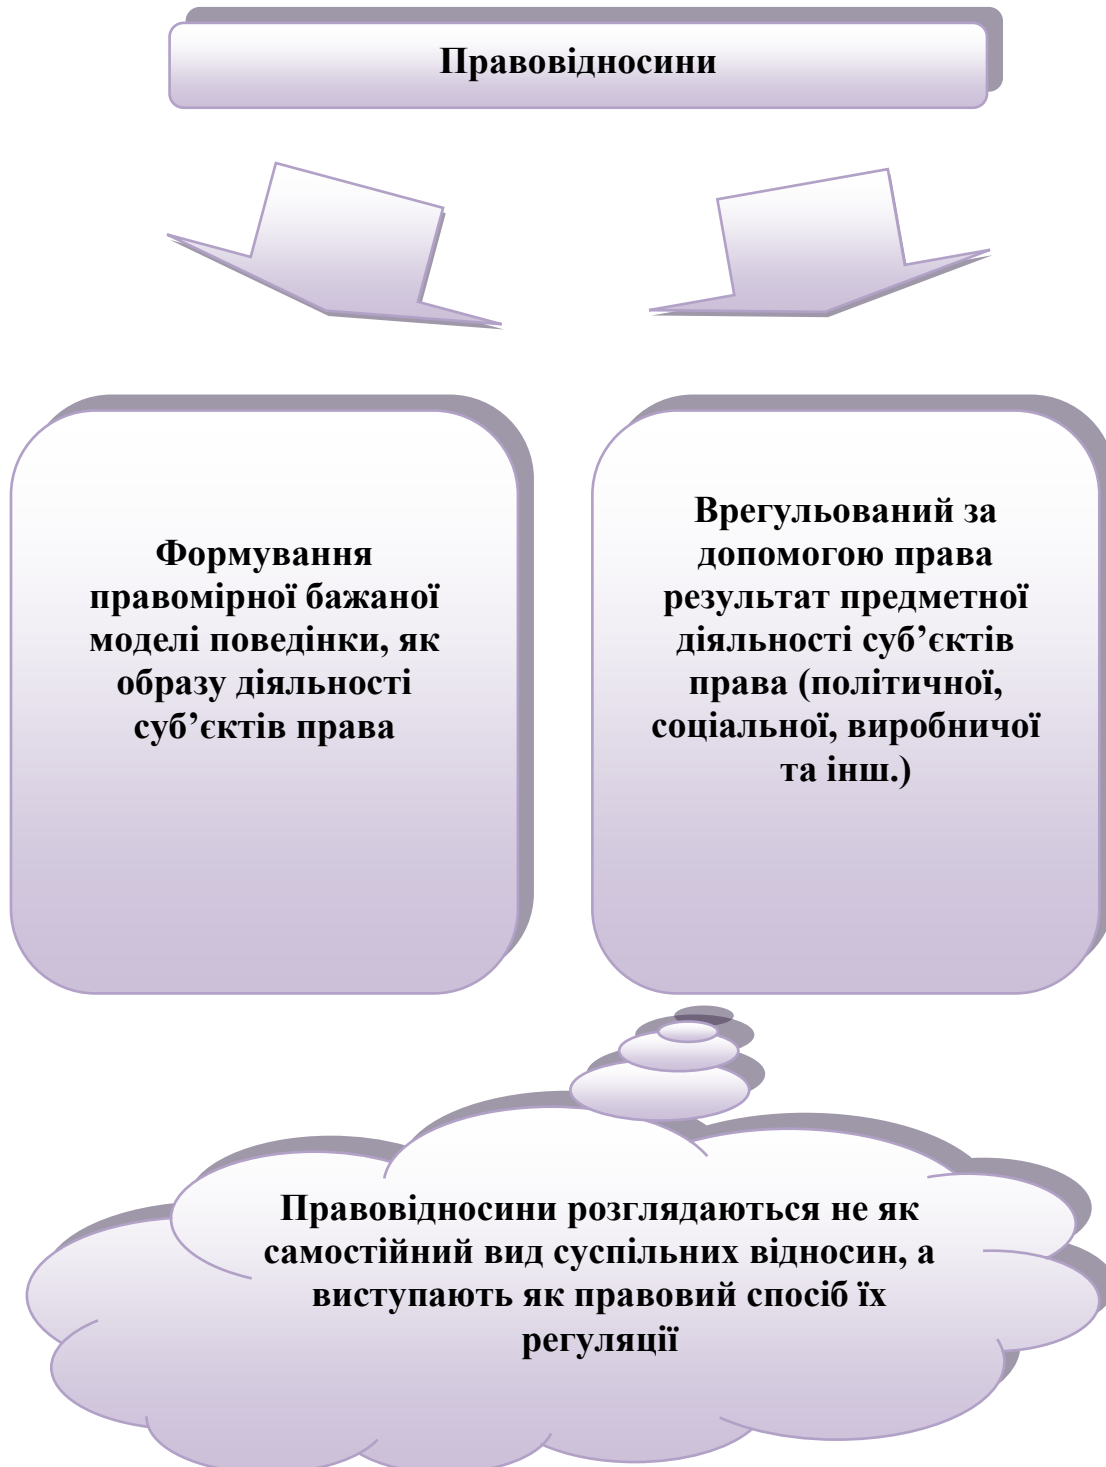 Правовідносини
Формування
правомірної бажаної
моделі поведінки, як
образу діяльності
суб’єктів права
Врегульований за
допомогою права
результат предметної
діяльності суб’єктів
права (політичної,
соціальної, виробничої
та інш.)
Правовідносини розглядаються не як
самостійний вид суспільних відносин, а
виступають як правовий спосіб їх
регуляції